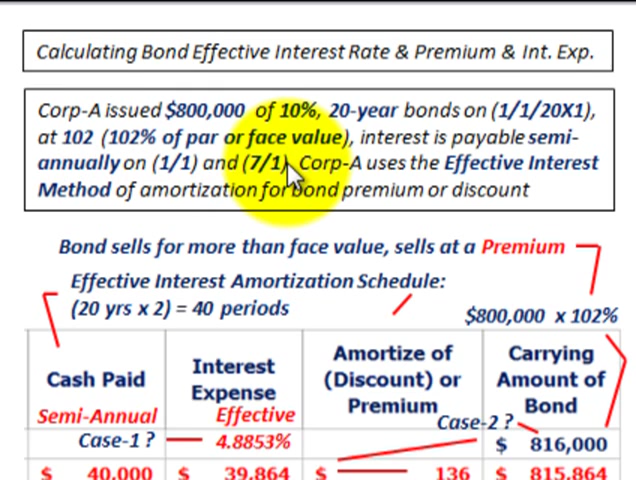 Calculating Bond Effective Interest Rate & Premium & Int. Exp.
Corp-A issued $800,000 of 10%, 20-year bonds on (1/1/20X1),
at 102 (102% of par or face value), interest is payable semi-
annually on (1/1) and (7/1). Corp-A uses the Effective Interest
Method of amortization for bond premium or discount
Bond sells for more than face value, sells at a Premium
Effective Interest Amortization Schedule:
(20 yrs x 2) = 40 periods
$800,000 x 102%
Cash Paid
Semi-Annual
Interest
Expense
Effective
Amortize of
(Discount) or
Premium
Carrying
Amount of
Bond
Case-2 ?
Case-1 ? 4.8853% $ 816,000
$ 40,000 $ 39,864 $ 136 $ 815,864